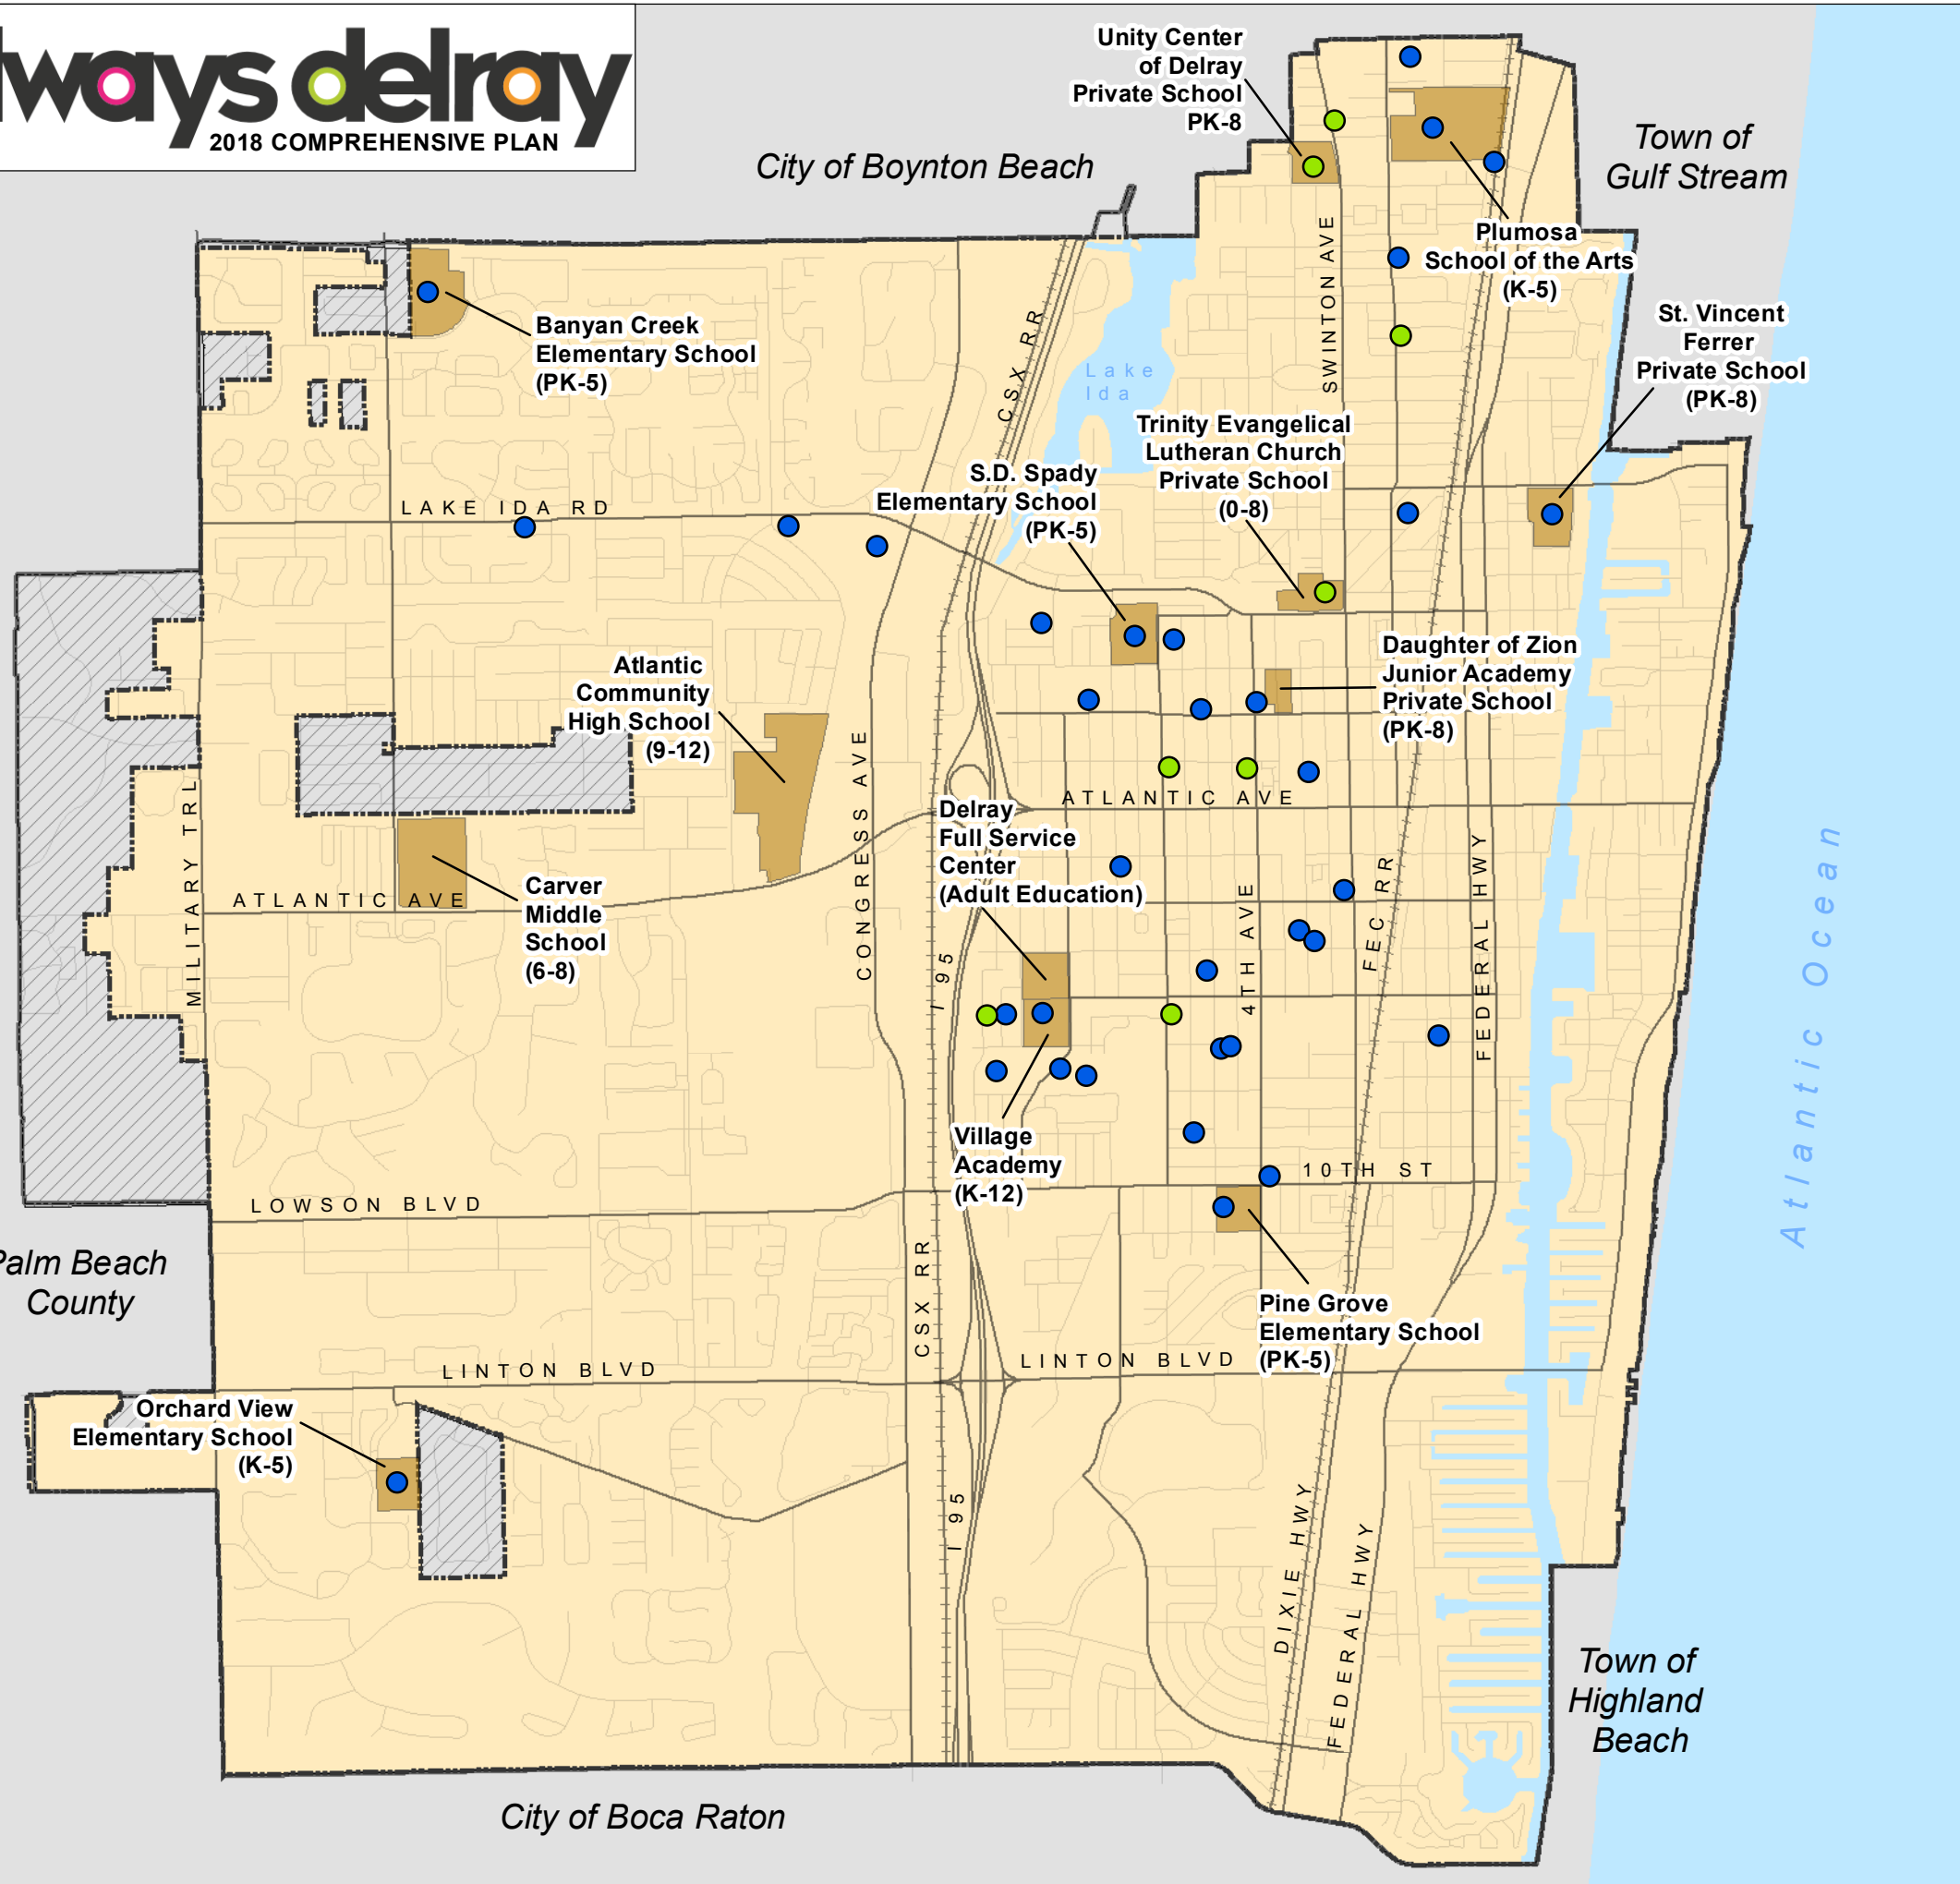 lways delray
2018 COMPREHENSIVE PLAN
Unity Center
of Delray
Private School
PK-8
City of Boynton Beach
Town of
Gulf Stream
Plumosa
School of the Arts
(K-5)
SWINTON AVE
St. Vincent
Ferrer
Private School
(PK-8)
Banyan Creek
Elementary School
(PK-5)
CSX RR
Lake
Ida
Trinity Evangelical
Lutheran Church
Private School
(0-8)
S.D. Spady
Elementary School
(PK-5)
LAKE IDA RD
Daughter of Zion
Junior Academy
Private School
(PK-8)
Atlantic
Community
High School
(9-12)
MILITARY TRL
CONGRESS AVE
ATLANTIC AVE
Delray
Full Service
Center
(Adult Education)
Carver
Middle
School
(6-8)
ATLANTIC AVE
I 95
4TH AVE
FEC RR
FEDERAL HWY
Atlantic Ocean
Village
Academy
(K-12)
10TH ST
LOWSON BLVD
Palm Beach
County
CSX RR
Pine Grove
Elementary School
(PK-5)
LINTON BLVD
LINTON BLVD
Orchard View
Elementary School
(K-5)
I 95
DIXIE HWY
FEDERAL HWY
Town of
Highland
Beach
City of Boca Raton